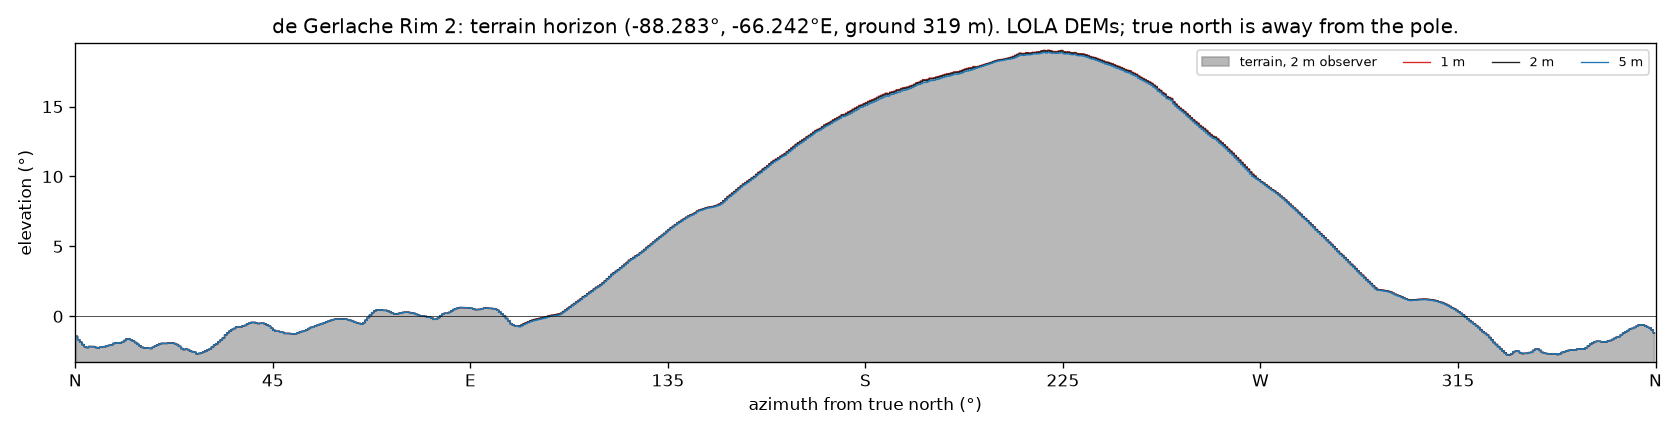 de Gerlache Rim 2: terrain horizon (-88.283°, -66.242°E, ground 319 m). LOLA DEMs; true north is away from the pole.
terrain, 2 m observer 1 m 2 m 5 m
elevation (°)
15
10
5
0
N 45 E 135 S 225 W 315 N
azimuth from true north (°)